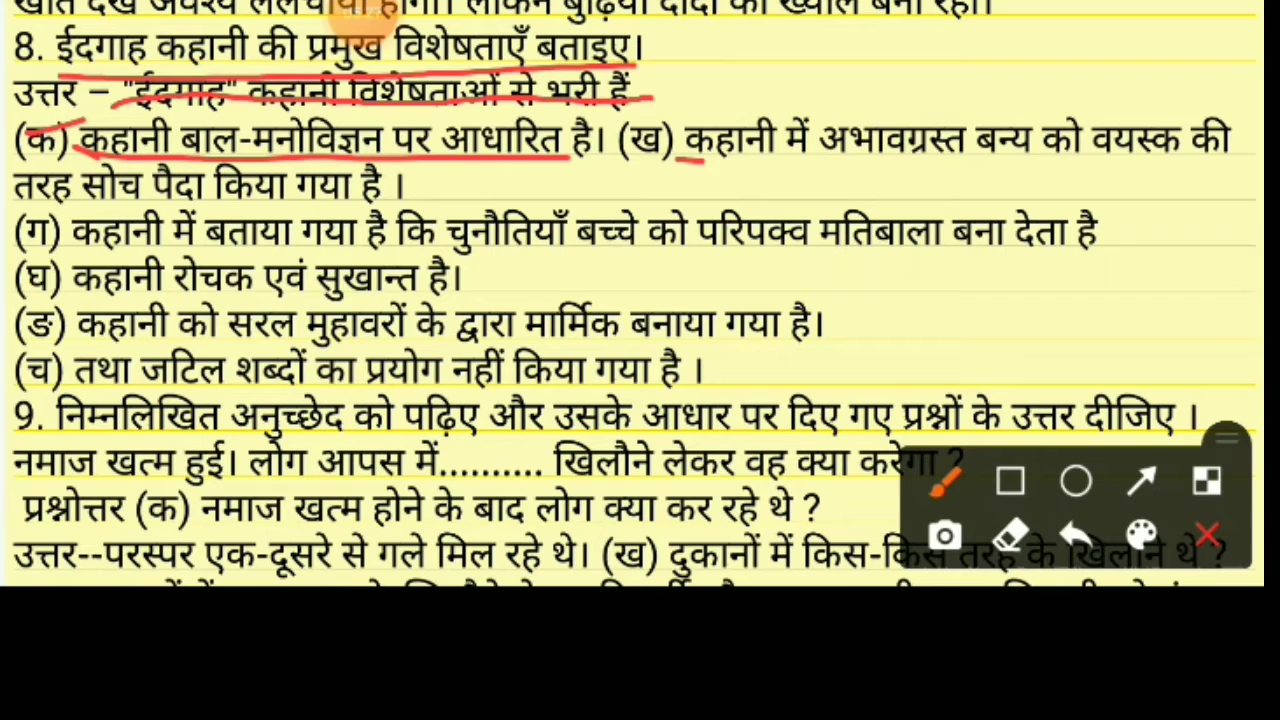 खाते देख अवश्य ललचाया होगा। लेकिन बुढ़िया दादी का ख्याल बना रहा।
8. ईदगाह कहानी की प्रमुख विशेषताएँ बताइए।
उत्तर – "ईदगाह" कहानी विशेषताओं से भरी हैं
(क) कहानी बाल-मनोविज्ञन पर आधारित है। (ख) कहानी में अभावग्रस्त बन्य को वयस्क की
तरह सोच पैदा किया गया है ।
(ग) कहानी में बताया गया है कि चुनौतियाँ बच्चे को परिपक्व मतिबाला बना देता है
(घ) कहानी रोचक एवं सुखान्त है।
(ङ) कहानी को सरल मुहावरों के द्वारा मार्मिक बनाया गया है।
(च) तथा जटिल शब्दों का प्रयोग नहीं किया गया है ।
9. निम्नलिखित अनुच्छेद को पढ़िए और उसके आधार पर दिए गए प्रश्नों के उत्तर दीजिए ।
नमाज खत्म हुई। लोग आपस में.......... खिलौने लेकर वह क्या करेगा ?
प्रश्नोत्तर (क) नमाज खत्म होने के बाद लोग क्या कर रहे थे ?
उत्तर--परस्पर एक-दूसरे से गले मिल रहे थे। (ख) दुकानों में किस-किस तरह के खिलौने थे ?